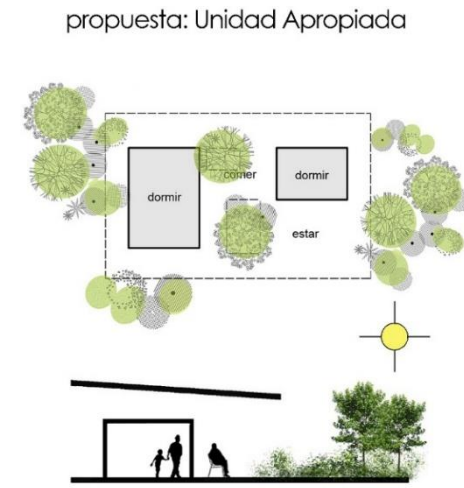 propuesta: Unidad Apropiada
comer
dormir
dormir
estar